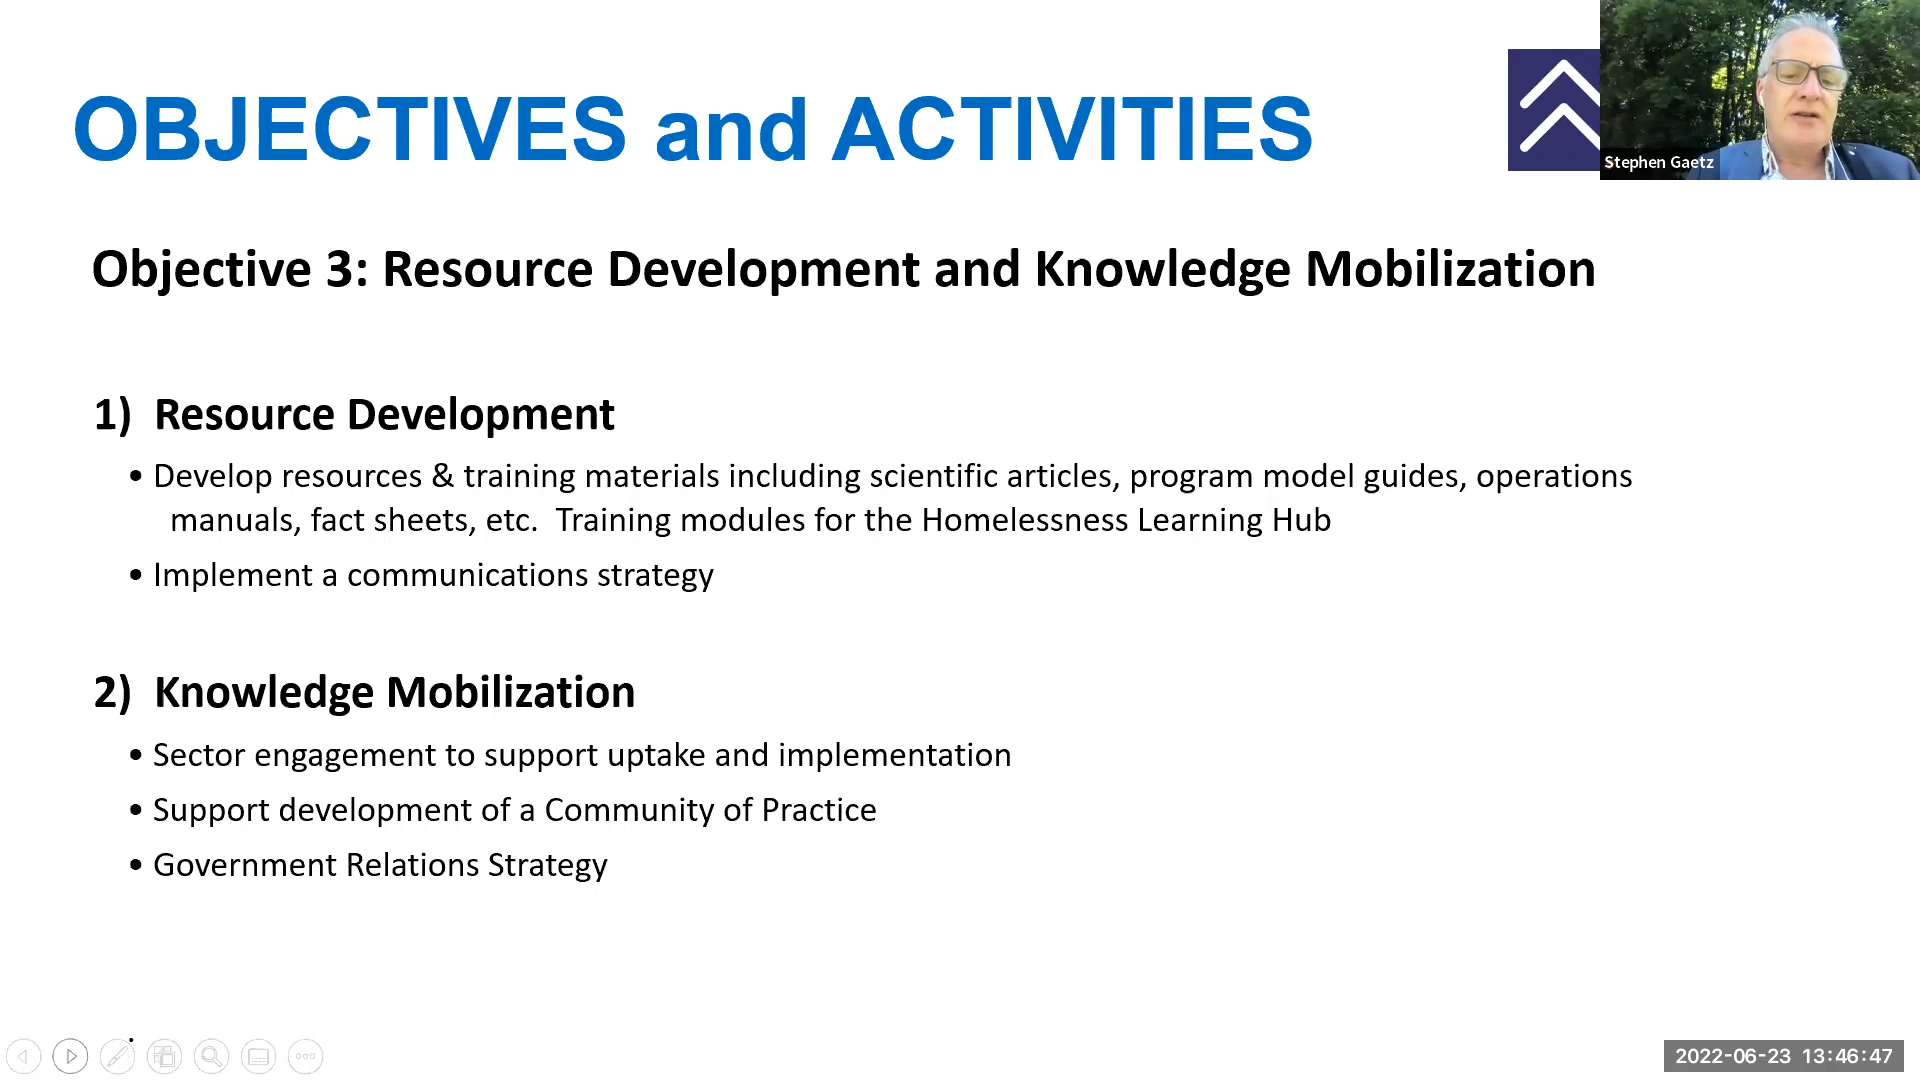 OBJECTIVES and ACTIVITIES
Stephen Gaetz
Objective 3: Resource Development and Knowledge Mobilization
1) Resource Development
• Develop resources & training materials including scientific articles, program model guides, operations
manuals, fact sheets, etc. Training modules for the Homelessness Learning Hub
• Implement a communications strategy
2) Knowledge Mobilization
• Sector engagement to support uptake and implementation
• Support development of a Community of Practice
• Government Relations Strategy
2022-06-23 13:46:47